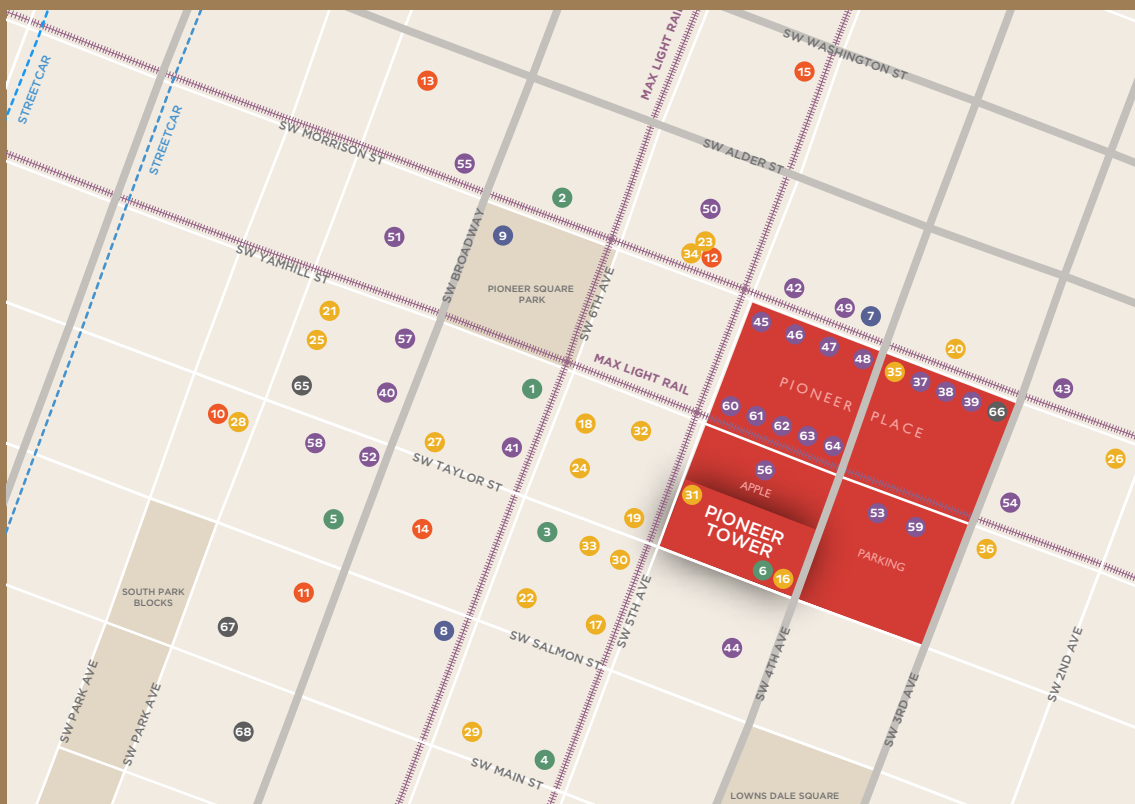 SW WASHINGTON ST
MAX LIGHT RAIL
15
13
STREETCAR
STREETCAR
SW MORRISON ST
SW ALDER ST
55
2
50
51
9
SW BROADWAY
23
34
12
SW YAMHILL ST
PIONEER SQUARE
PARK
SW 6TH AVE
42
49
7
21
25
57
45
46
47
48
20
65
40
1
MAX LIGHT RAIL
35
37
38
39
66
43
PIONEER PLACE
10
28
58
52
27
41
18
32
60
61
62
63
64
26
SW TAYLOR ST
24
56
APPLE
31
54
5
14
3
19
PIONEER
TOWER
53
59
33
30
36
PARKING
6
16
SOUTH PARK
BLOCKS
11
22
67
8
17
SW 5TH AVE
SW SALMON ST
44
SW 4TH AVE
SW 2ND AVE
SW PARK AVE
SW PARK AVE
SW 3RD AVE
68
29
4
SW MAIN ST
LOWNS DALE SQUARE